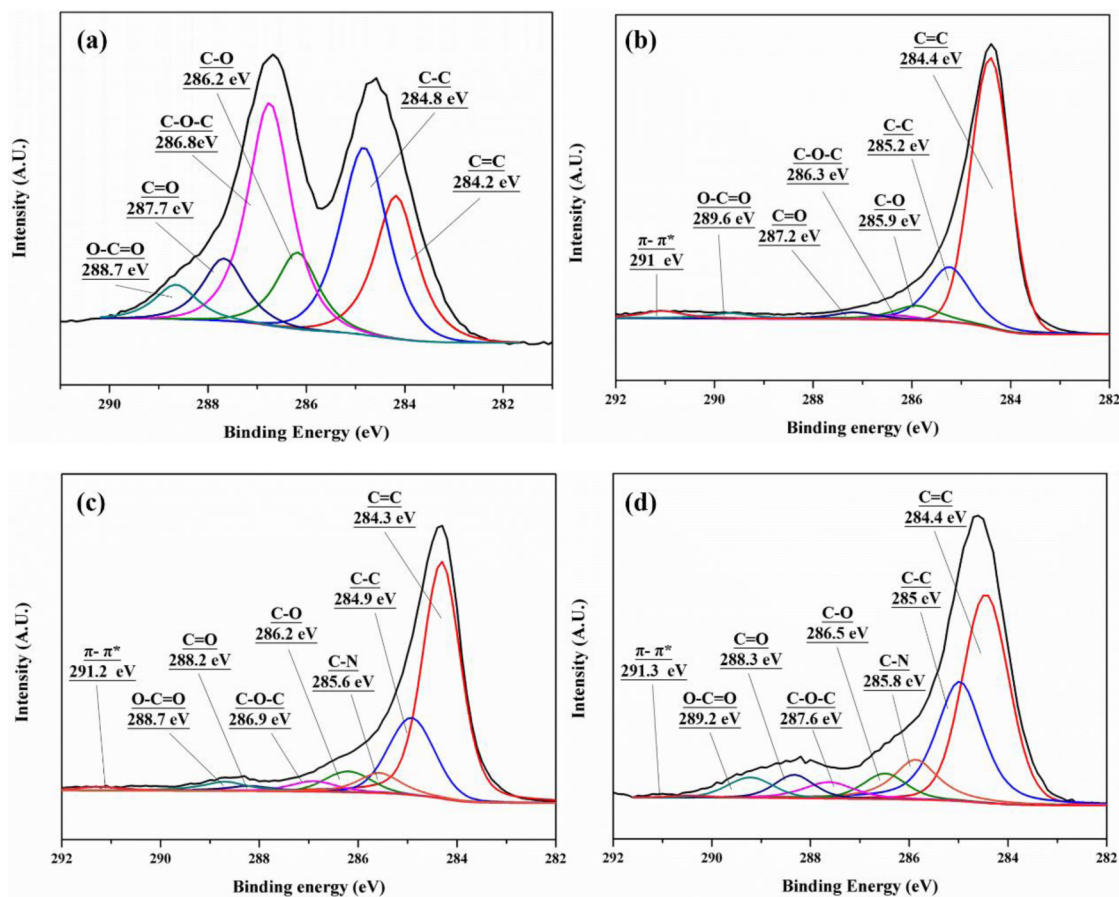 (a)
C-O
286.2 eV
C-C
284.8 eV
C-O-C
286.8eV
C=C
284.2 eV
C=O
287.7 eV
O-C=O
288.7 eV
Intensity (A.U.)
290 288 286 284 282
Binding Energy (eV)
(b)
C=C
284.4 eV
C-C
285.2 eV
C-O-C
286.3 eV
C-O
285.9 eV
O-C=O
289.6 eV
C=O
287.2 eV
π- π*
291 eV
Intensity (A.U.)
292 290 288 286 284 282
Binding energy (eV)
(c)
C=C
284.3 eV
C-C
284.9 eV
C-O
286.2 eV
C=O
288.2 eV
C-N
285.6 eV
π- π*
291.2 eV
O-C=O
288.7 eV
C-O-C
286.9 eV
Intensity (A.U.)
292 290 288 286 284 282
Binding energy (eV)
(d)
C=C
284.4 eV
C-C
285 eV
C-O
286.5 eV
C=O
288.3 eV
C-N
285.8 eV
π- π*
291.3 eV
O-C=O
289.2 eV
C-O-C
287.6 eV
Intensity (A.U.)
292 290 288 286 284 282
Binding Energy (eV)